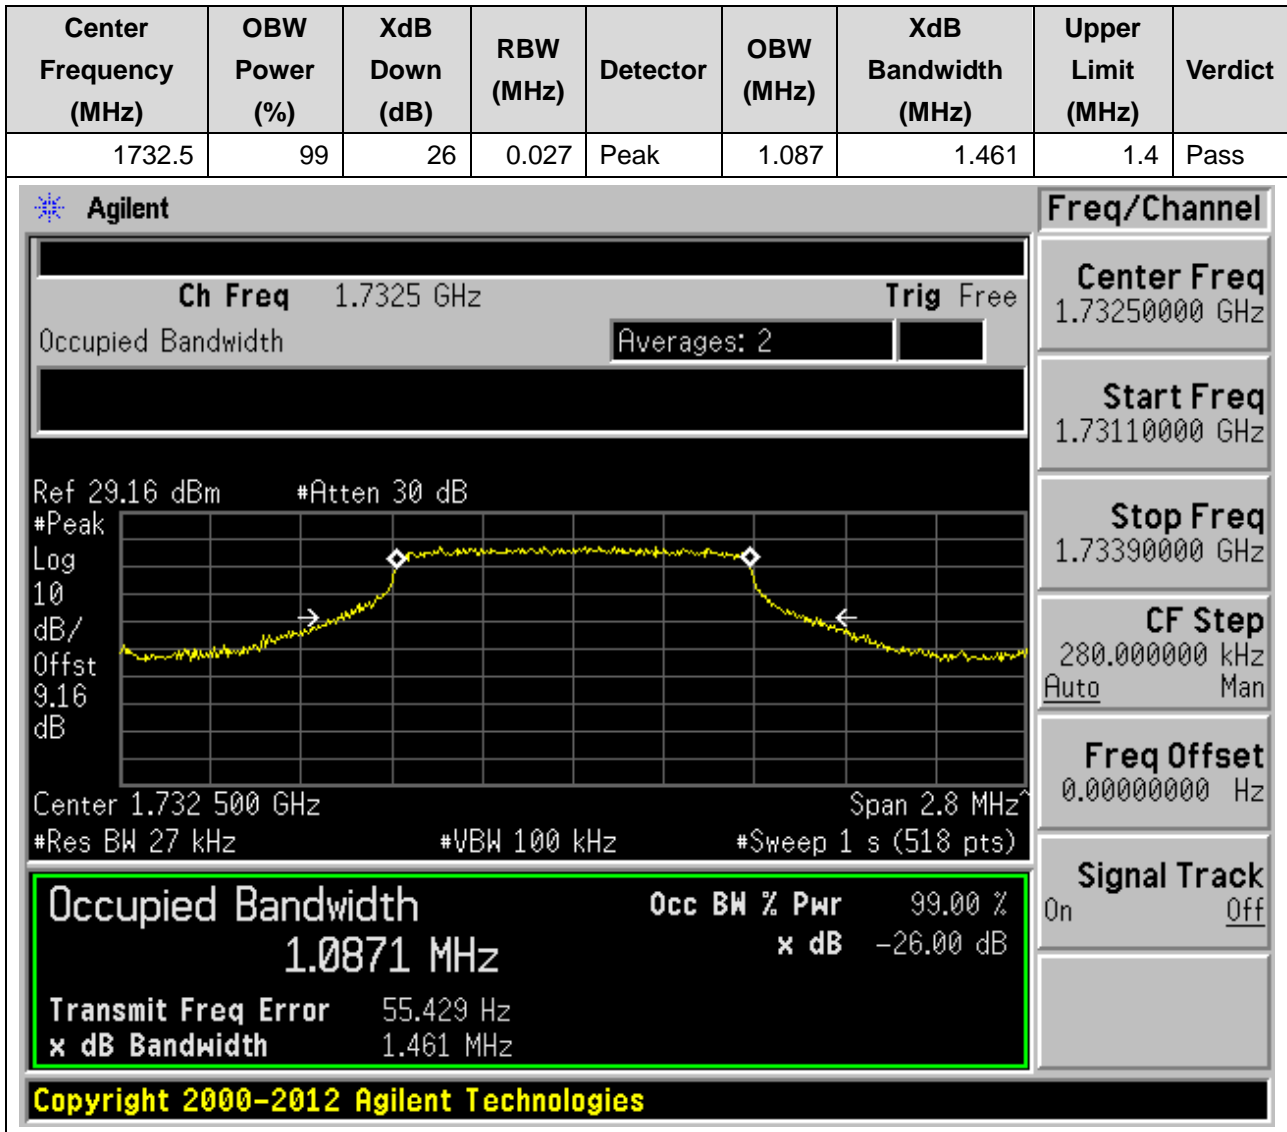 Center Frequency (MHz) OBW Power (%) XdB Down (dB) RBW (MHz) Detector OBW (MHz) XdB Bandwidth (MHz) Upper Limit (MHz) Verdict
1732.5 99 26 0.027 Peak 1.087 1.461 1.4 Pass
Agilent
Ch Freq 1.7325 GHz Trig Free
Occupied Bandwidth Averages: 2
Ref 29.16 dBm #Atten 30 dB
#Peak
Log
10
dB/
Offst
9.16
dB
Center 1.732 500 GHz Span 2.8 MHz^
#Res BW 27 kHz #VBW 100 kHz #Sweep 1 s (518 pts)
Occupied Bandwidth Occ BW % Pwr 99.00 %
1.0871 MHz x dB -26.00 dB
Transmit Freq Error 55.429 Hz
x dB Bandwidth 1.461 MHz
Freq/Channel
Center Freq
1.73250000 GHz
Start Freq
1.73110000 GHz
Stop Freq
1.73390000 GHz
CF Step
280.000000 kHz
Auto Man
Freq Offset
0.00000000 Hz
Signal Track
On Off
Copyright 2000-2012 Agilent Technologies